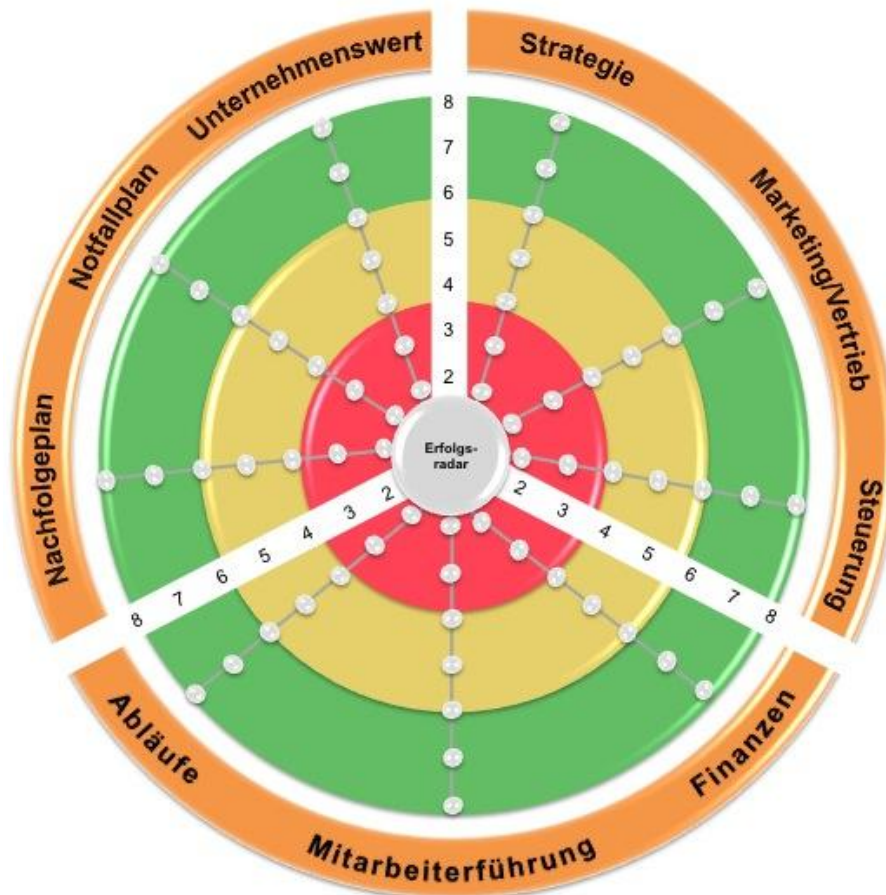 Strategie
Marketing/Vertrieb
Steuerung
Finanzen
Mitarbeiterführung
Abläufe
Nachfolgeplan
Notfallplan
Unternehmenswert
8
7
6
5
4
3
2
Erfolgs-
radar
2
3
4
5
6
7
8
2
3
4
5
6
7
8